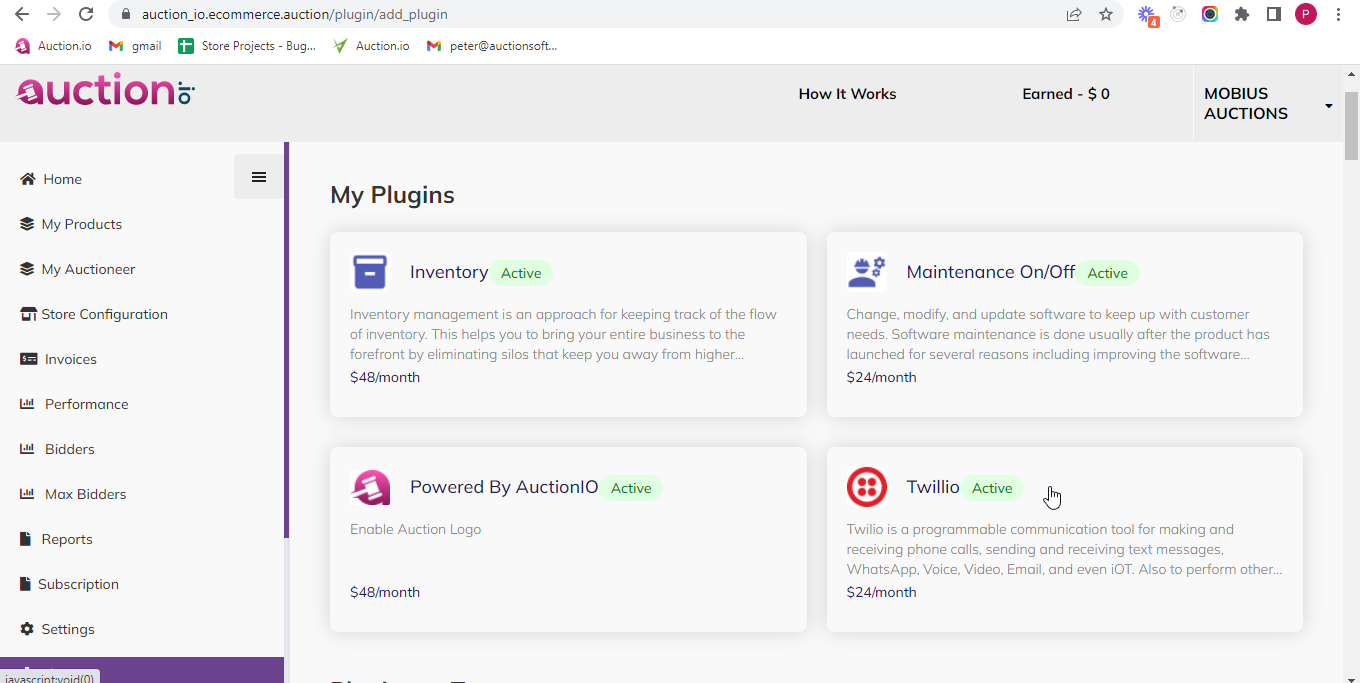 auction_io.ecommerce.auction/plugin/add_plugin
4
P
Auction.io
gmail
Store Projects - Bug...
Auction.io
peter@auctionsoft...
auction io
How It Works
Earned - $ 0
MOBIUS
AUCTIONS
Home
My Products
My Auctioneer
Store Configuration
Invoices
Performance
Bidders
Max Bidders
Reports
Subscription
Settings
javascript:void(0)
My Plugins
Inventory Active
Inventory management is an approach for keeping track of the flow
of inventory. This helps you to bring your entire business to the
forefront by eliminating silos that keep you away from higher...
$48/month
Maintenance On/Off Active
Change, modify, and update software to keep up with customer
needs. Software maintenance is done usually after the product has
launched for several reasons including improving the software...
$24/month
Powered By AuctionIO Active
Enable Auction Logo
$48/month
Twillio Active
Twilio is a programmable communication tool for making and
receiving phone calls, sending and receiving text messages,
WhatsApp, Voice, Video, Email, and even iOT. Also to perform other...
$24/month